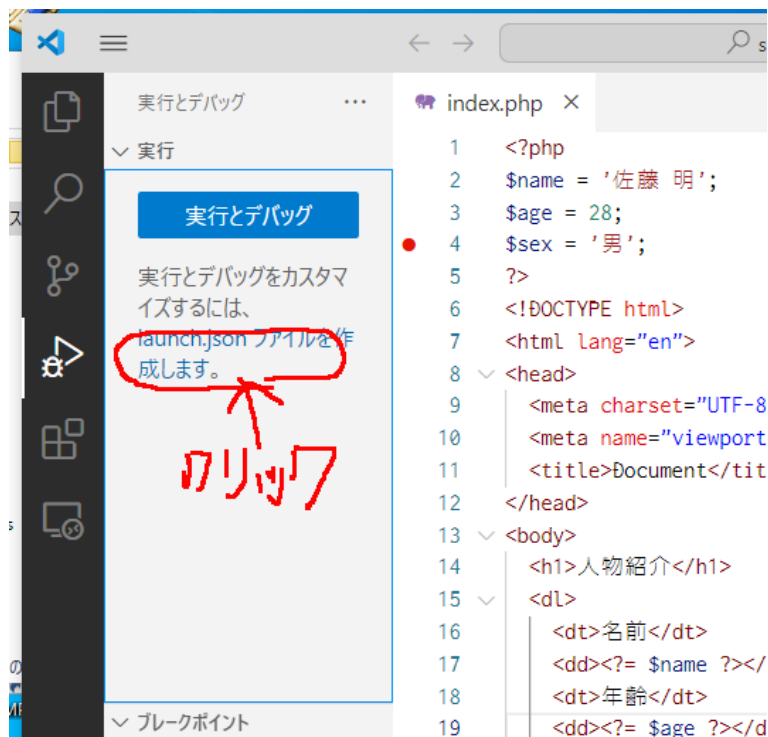 実行とデバッグ
index.php
実行
実行とデバッグ
実行とデバッグをカスタマ
イズするには、
launch.json ファイルを作
成します。
クリック
ブレークポイント
1 <?php
2 $name = '佐藤 明';
3 $age = 28;
4 $sex = '男';
5 ?>
6 <!DOCTYPE html>
7 <html lang="en">
8 <head>
9 <meta charset="UTF-8
10 <meta name="viewport
11 <title>Document</tit
12 </head>
13 <body>
14 <h1>人物紹介</h1>
15 <dl>
16 <dt>名前</dt>
17 <dd><?= $name ?></
18 <dt>年齢</dt>
19 <dd><?= $age ?></d